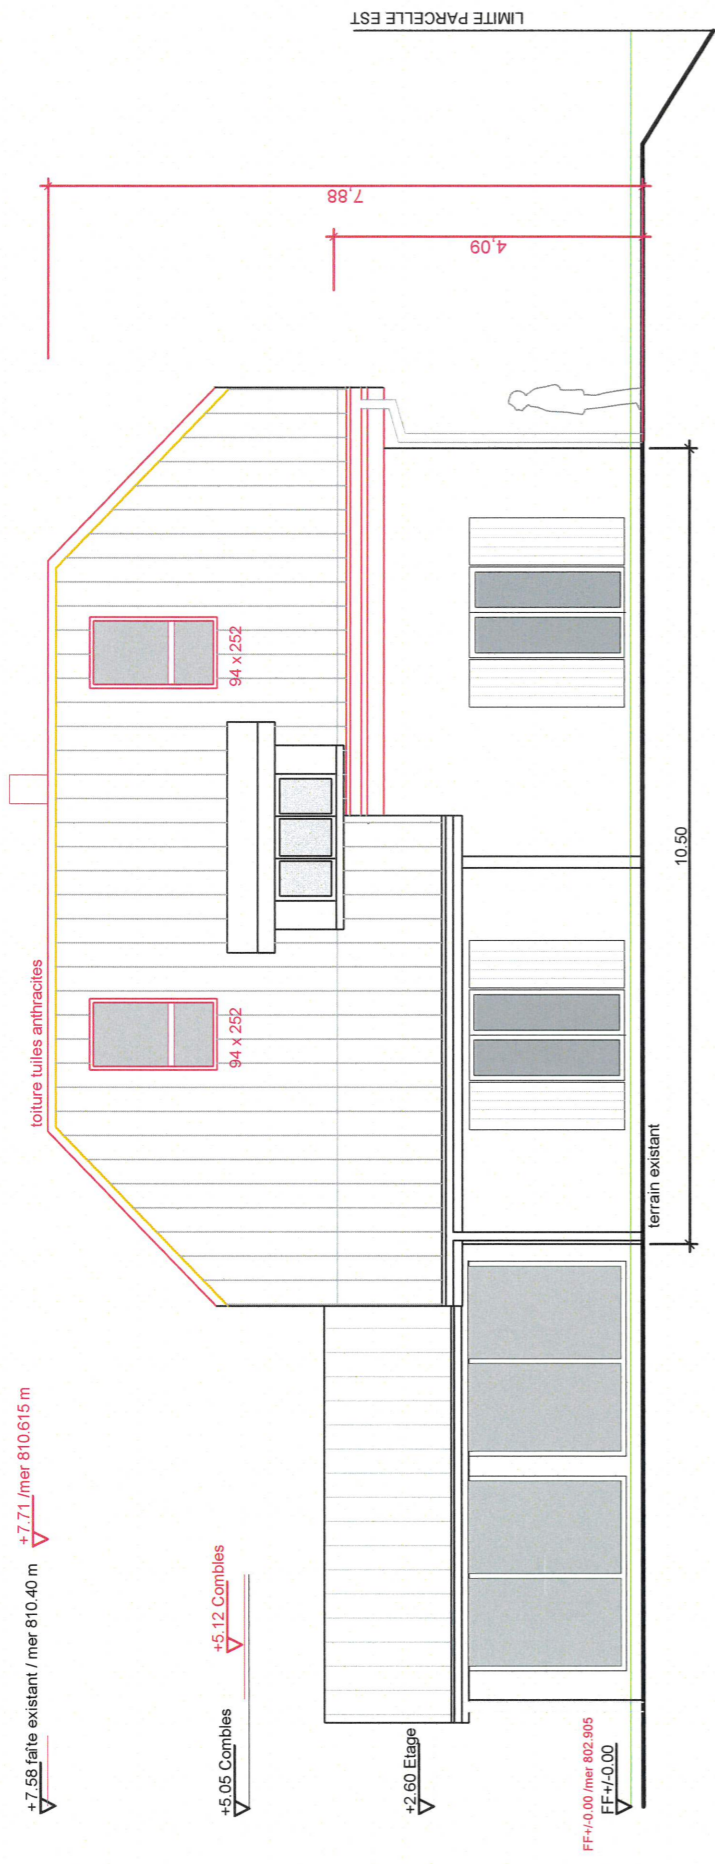 +7.58 faîte existant / mer 810.40 m
+7.71 /mer 810.615 m
toiture tuiles anthracites
+5.05 Combles
+5.12 Combles
94 x 252
94 x 252
+2.60 Etage
FF+/-0.00 /mer 802.905
FF+/-0.00
terrain existant
10.50
7,88
4,09
LIMITE PARCELLE EST